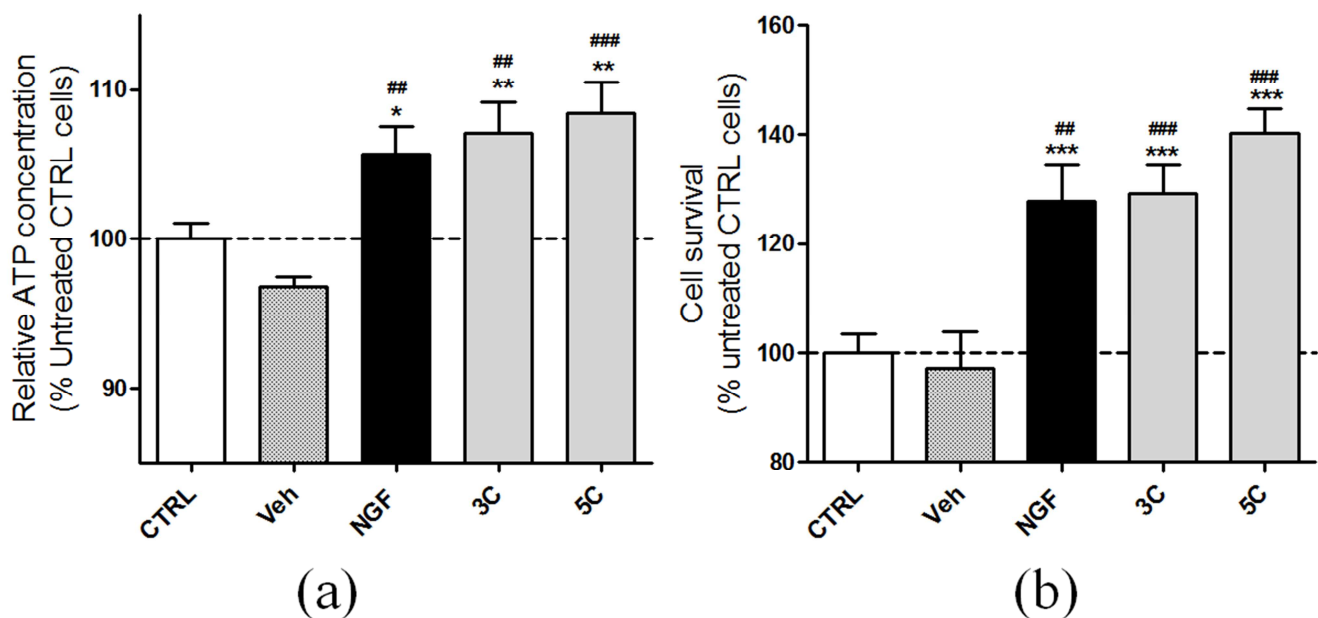 Relative ATP concentration
(% Untreated CTRL cells)
110
100
90
##
*
##
**
###
**
CTRL
Veh
NGF
3C
5C
(a)
Cell survival
(% untreated CTRL cells)
160
140
120
100
80
##
***
###
***
###
***
CTRL
Veh
NGF
3C
5C
(b)